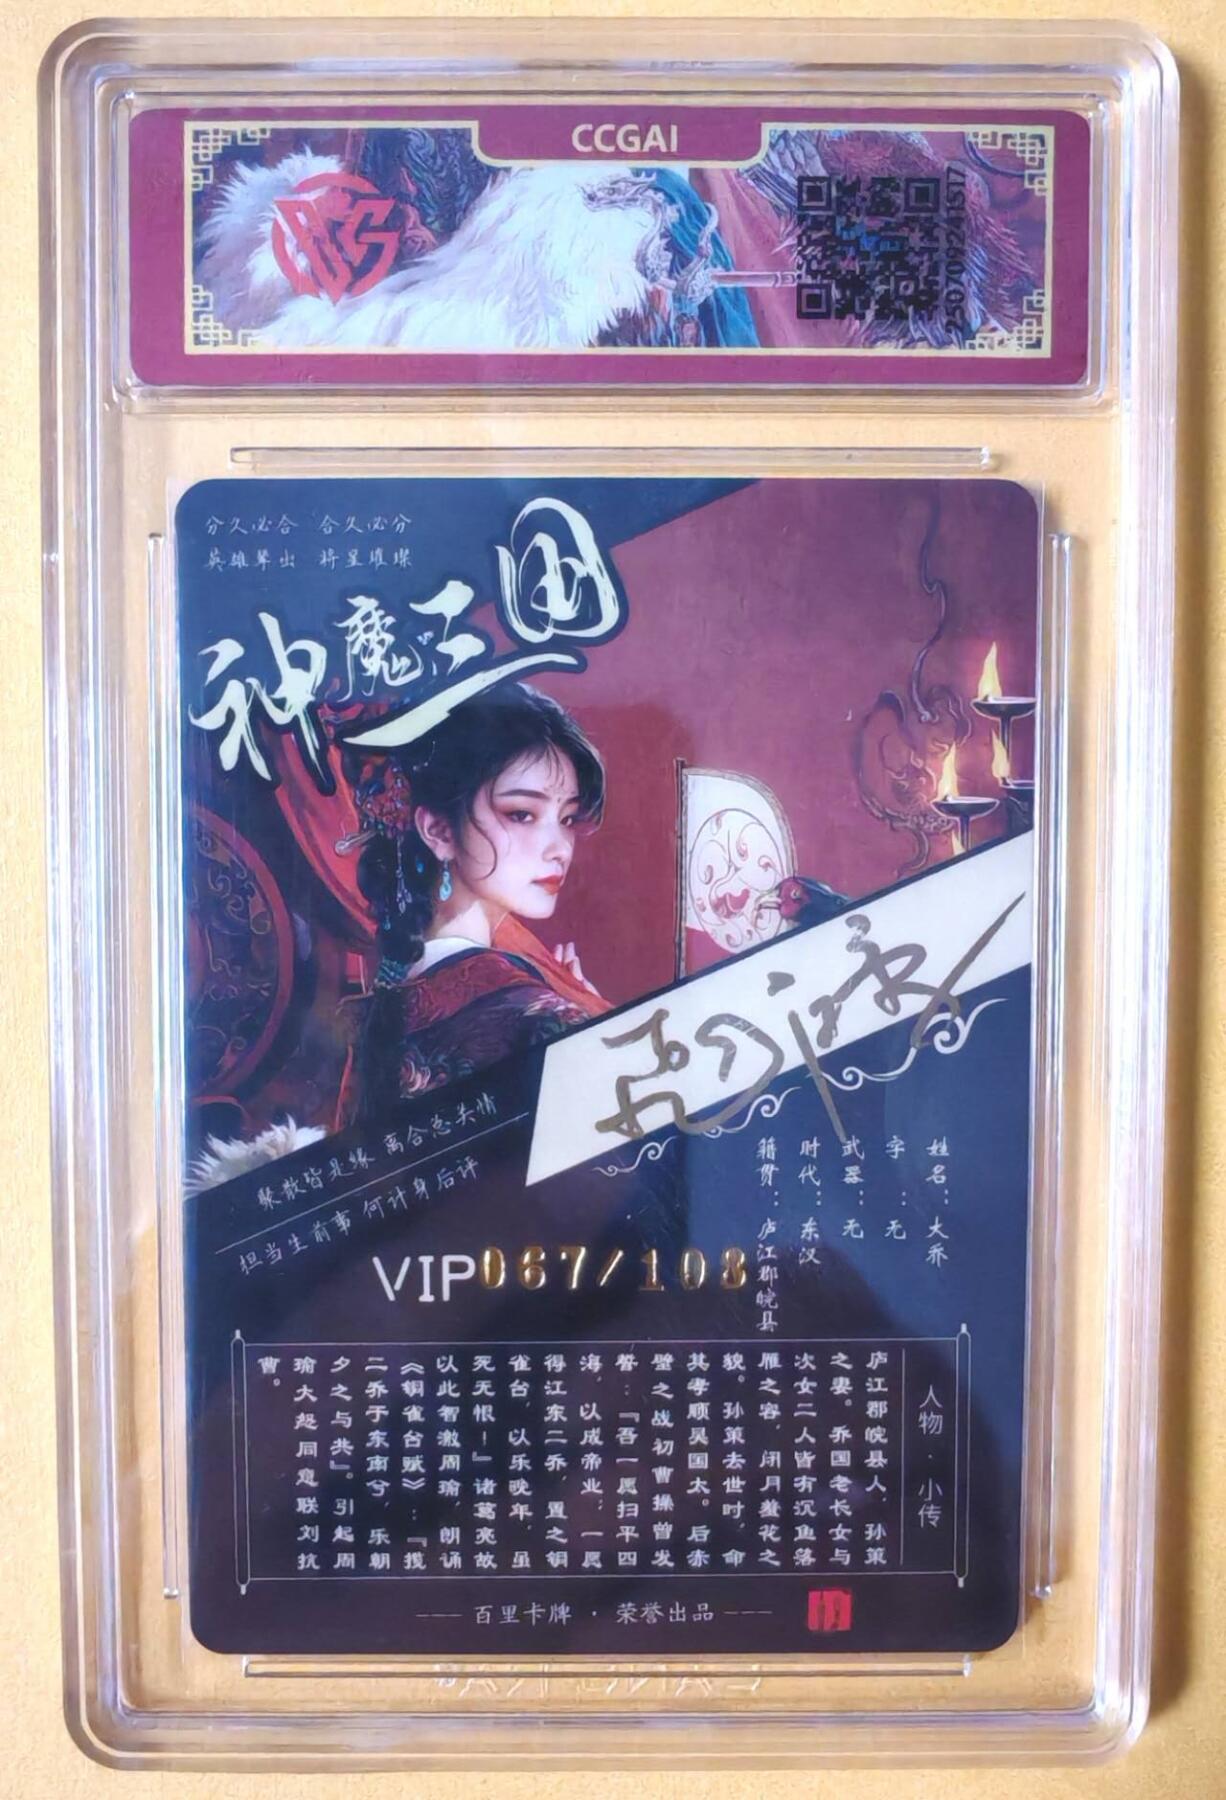 CCGAI
2507092241517
分久必合 合久必分
英雄辈出 将星璀璨
神魔三国
聚散皆是缘 离合总关情
担当生前事 何计身后评
姓名：大乔
字：无
武器：无
时代：东汉
籍贯：庐江郡皖县
VIP067/108
人物·小传
庐江郡皖县人，孙策
之妻。乔国老长女与
次女二人皆有沉鱼落
雁之容，闭月羞花之
貌。孙策去世时，命
其孝顺吴国太。后赤
壁之战初曹操曾发
誓：『吾一愿扫平四
海，以成帝业；一愿
得江东二乔，置之铜
雀台，以乐晚年，虽
死无恨！』诸葛亮故
以此智激周瑜，朗诵
《铜雀台赋》：『揽
二乔于东南兮，乐朝
夕之与共』。引起周
瑜大怒同意联刘抗
曹。
百里卡牌 · 荣誉出品